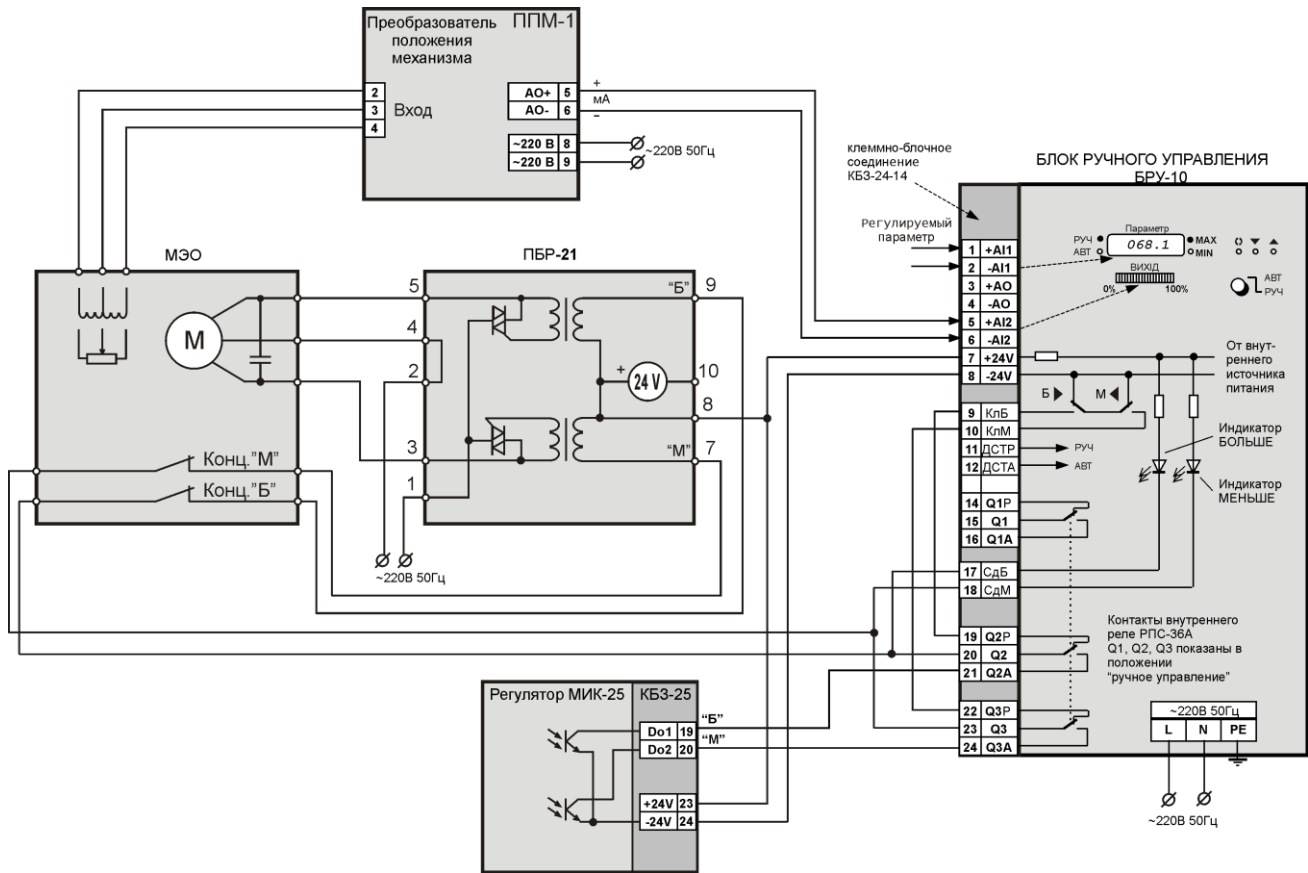 Преобразователь ППМ-1
положения
механизма
2
3 Вход
4
АО+ 5
АО- 6
~220 В 8
~220 В 9
+
мА
−
~220В 50Гц
МЭО
М
Конц."М"
Конц."Б"
ПБР-21
5
4
2
3
1
"Б" 9
+ 24 V 10
8
"М" 7
~220В 50Гц
клеммно-блочное
соединение
КБЗ-24-14
Регулируемый
параметр
БЛОК РУЧНОГО УПРАВЛЕНИЯ
БРУ-10
Параметр
РУЧ
АВТ
068.1
MAX
MIN
ВИХІД
0% 100%
АВТ
РУЧ
1 +AI1
2 -AI1
3 +AO
4 -AO
5 +AI2
6 -AI2
7 +24V
8 -24V
9 КлБ
10 КлМ
11 ДСТР
12 ДСТА
14 Q1Р
15 Q1
16 Q1А
17 СдБ
18 СдМ
19 Q2Р
20 Q2
21 Q2А
22 Q3Р
23 Q3
24 Q3А
От внут-
реннего
источника
питания
Б М
РУЧ
АВТ
Индикатор
БОЛЬШЕ
Индикатор
МЕНЬШЕ
Контакты внутреннего
реле РПС-36А
Q1, Q2, Q3 показаны в
положении
"ручное управление"
~220В 50Гц
L N PE
~220В 50Гц
Регулятор МИК-25
КБЗ-25
Do1 19
Do2 20
+24V 23
-24V 24
"Б"
"М"